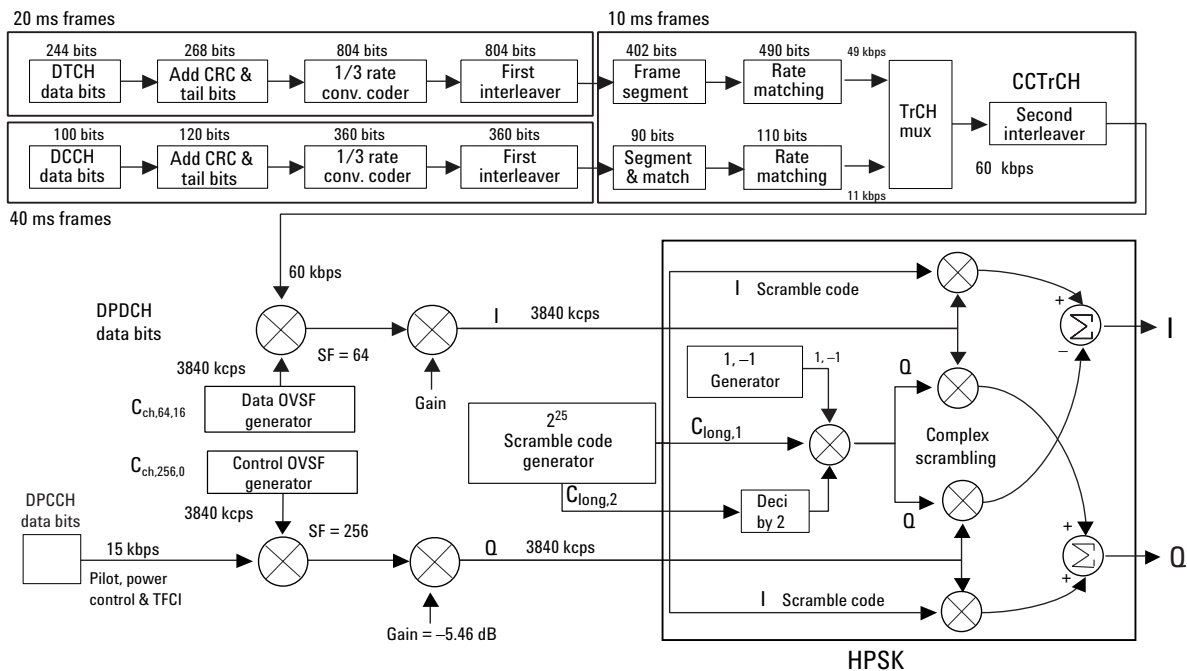 20 ms frames
10 ms frames
244 bits
268 bits
804 bits
804 bits
402 bits
490 bits
49 kbps
DTCH
data bits
Add CRC &
tail bits
1/3 rate
conv. coder
First
interleaver
Frame
segment
Rate
matching
TrCH
mux
CCTrCH
Second
interleaver
60 kbps
100 bits
120 bits
360 bits
360 bits
90 bits
110 bits
11 kbps
DCCH
data bits
Add CRC &
tail bits
1/3 rate
conv. coder
First
interleaver
Segment
& match
Rate
matching
40 ms frames
60 kbps
DPDCH
data bits
SF = 64
3840 kcps
Data OVSF
generator
C_ch,64,16
Gain
I
3840 kcps
I Scramble code
1, –1
Generator
1, –1
2^25
Scramble code
generator
C_long,1
C_long,2
Deci
by 2
Q
Q
Complex
scrambling
+
Σ
–
I
C_ch,256,0
Control OVSF
generator
3840 kcps
DPCCH
data bits
15 kbps
Pilot, power
control & TFCI
SF = 256
Gain = –5.46 dB
Q
3840 kcps
I Scramble code
+
Σ
+
Q
HPSK